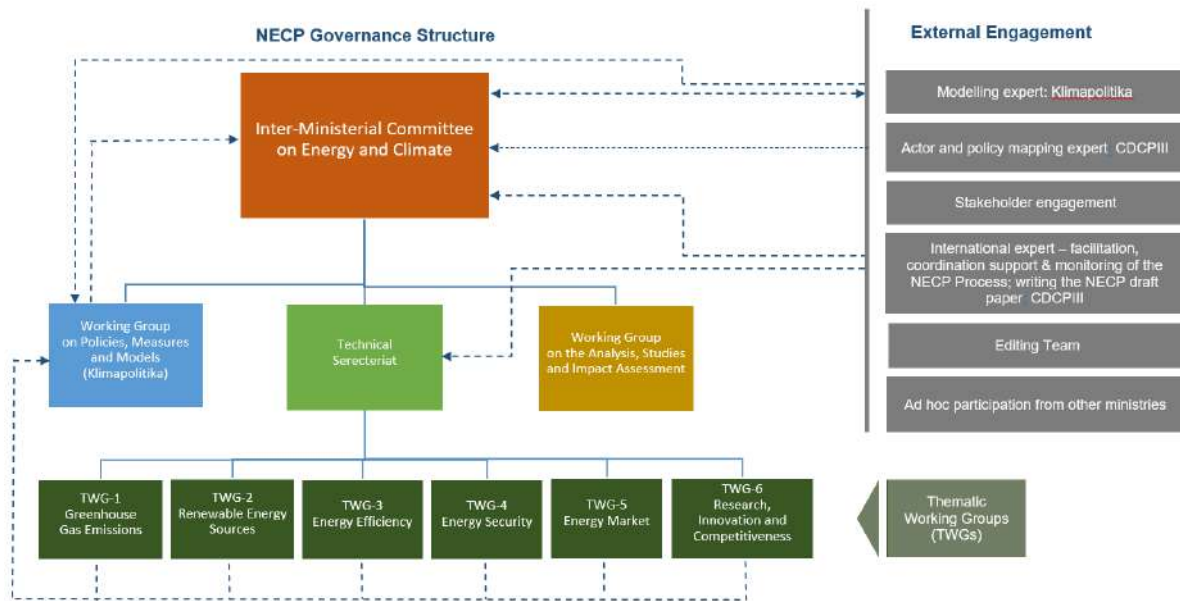 NECP Governance Structure
External Engagement
Inter-Ministerial Committee
on Energy and Climate
Modelling expert: Klimapolitika
Actor and policy mapping expert CDCPIII
Stakeholder engagement
International expert – facilitation,
coordination support & monitoring of the
NECP Process; writing the NECP draft
paper CDCPIII
Editing Team
Ad hoc participation from other ministries
Working Group
on Policies, Measures
and Models
(Klimapolitika)
Technical
Serecteriat
Working Group
on the Analysis, Studies
and Impact Assessment
TWG-1
Greenhouse
Gas Emissions
TWG-2
Renewable Energy
Sources
TWG-3
Energy Efficiency
TWG-4
Energy Security
TWG-5
Energy Market
TWG-6
Research,
Innovation and
Competitiveness
Thematic
Working Groups
(TWGs)